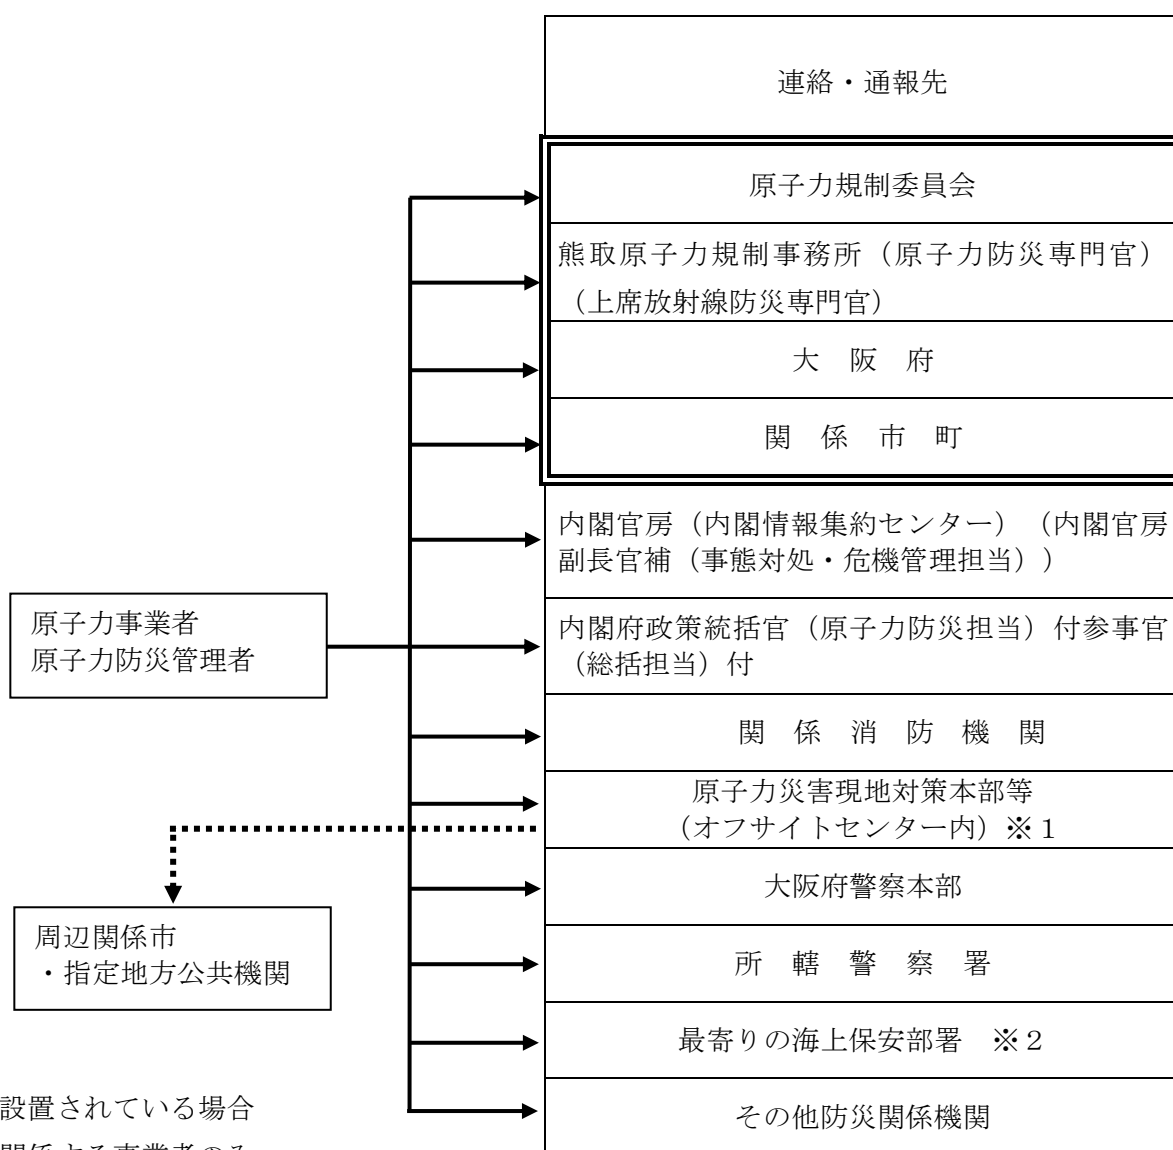 連絡・通報先
原子力規制委員会
熊取原子力規制事務所（原子力防災専門官）
（上席放射線防災専門官）
大　阪　府
関　係　市　町
内閣官房（内閣情報集約センター）（内閣官房
副長官補（事態対処・危機管理担当））
内閣府政策統括官（原子力防災担当）付参事官
（総括担当）付
関　係　消　防　機　関
原子力災害現地対策本部等
（オフサイトセンター内）※１
大阪府警察本部
所　轄　警　察　署
最寄りの海上保安部署　※２
その他防災関係機関
原子力事業者
原子力防災管理者
周辺関係市
・指定地方公共機関
設置されている場合